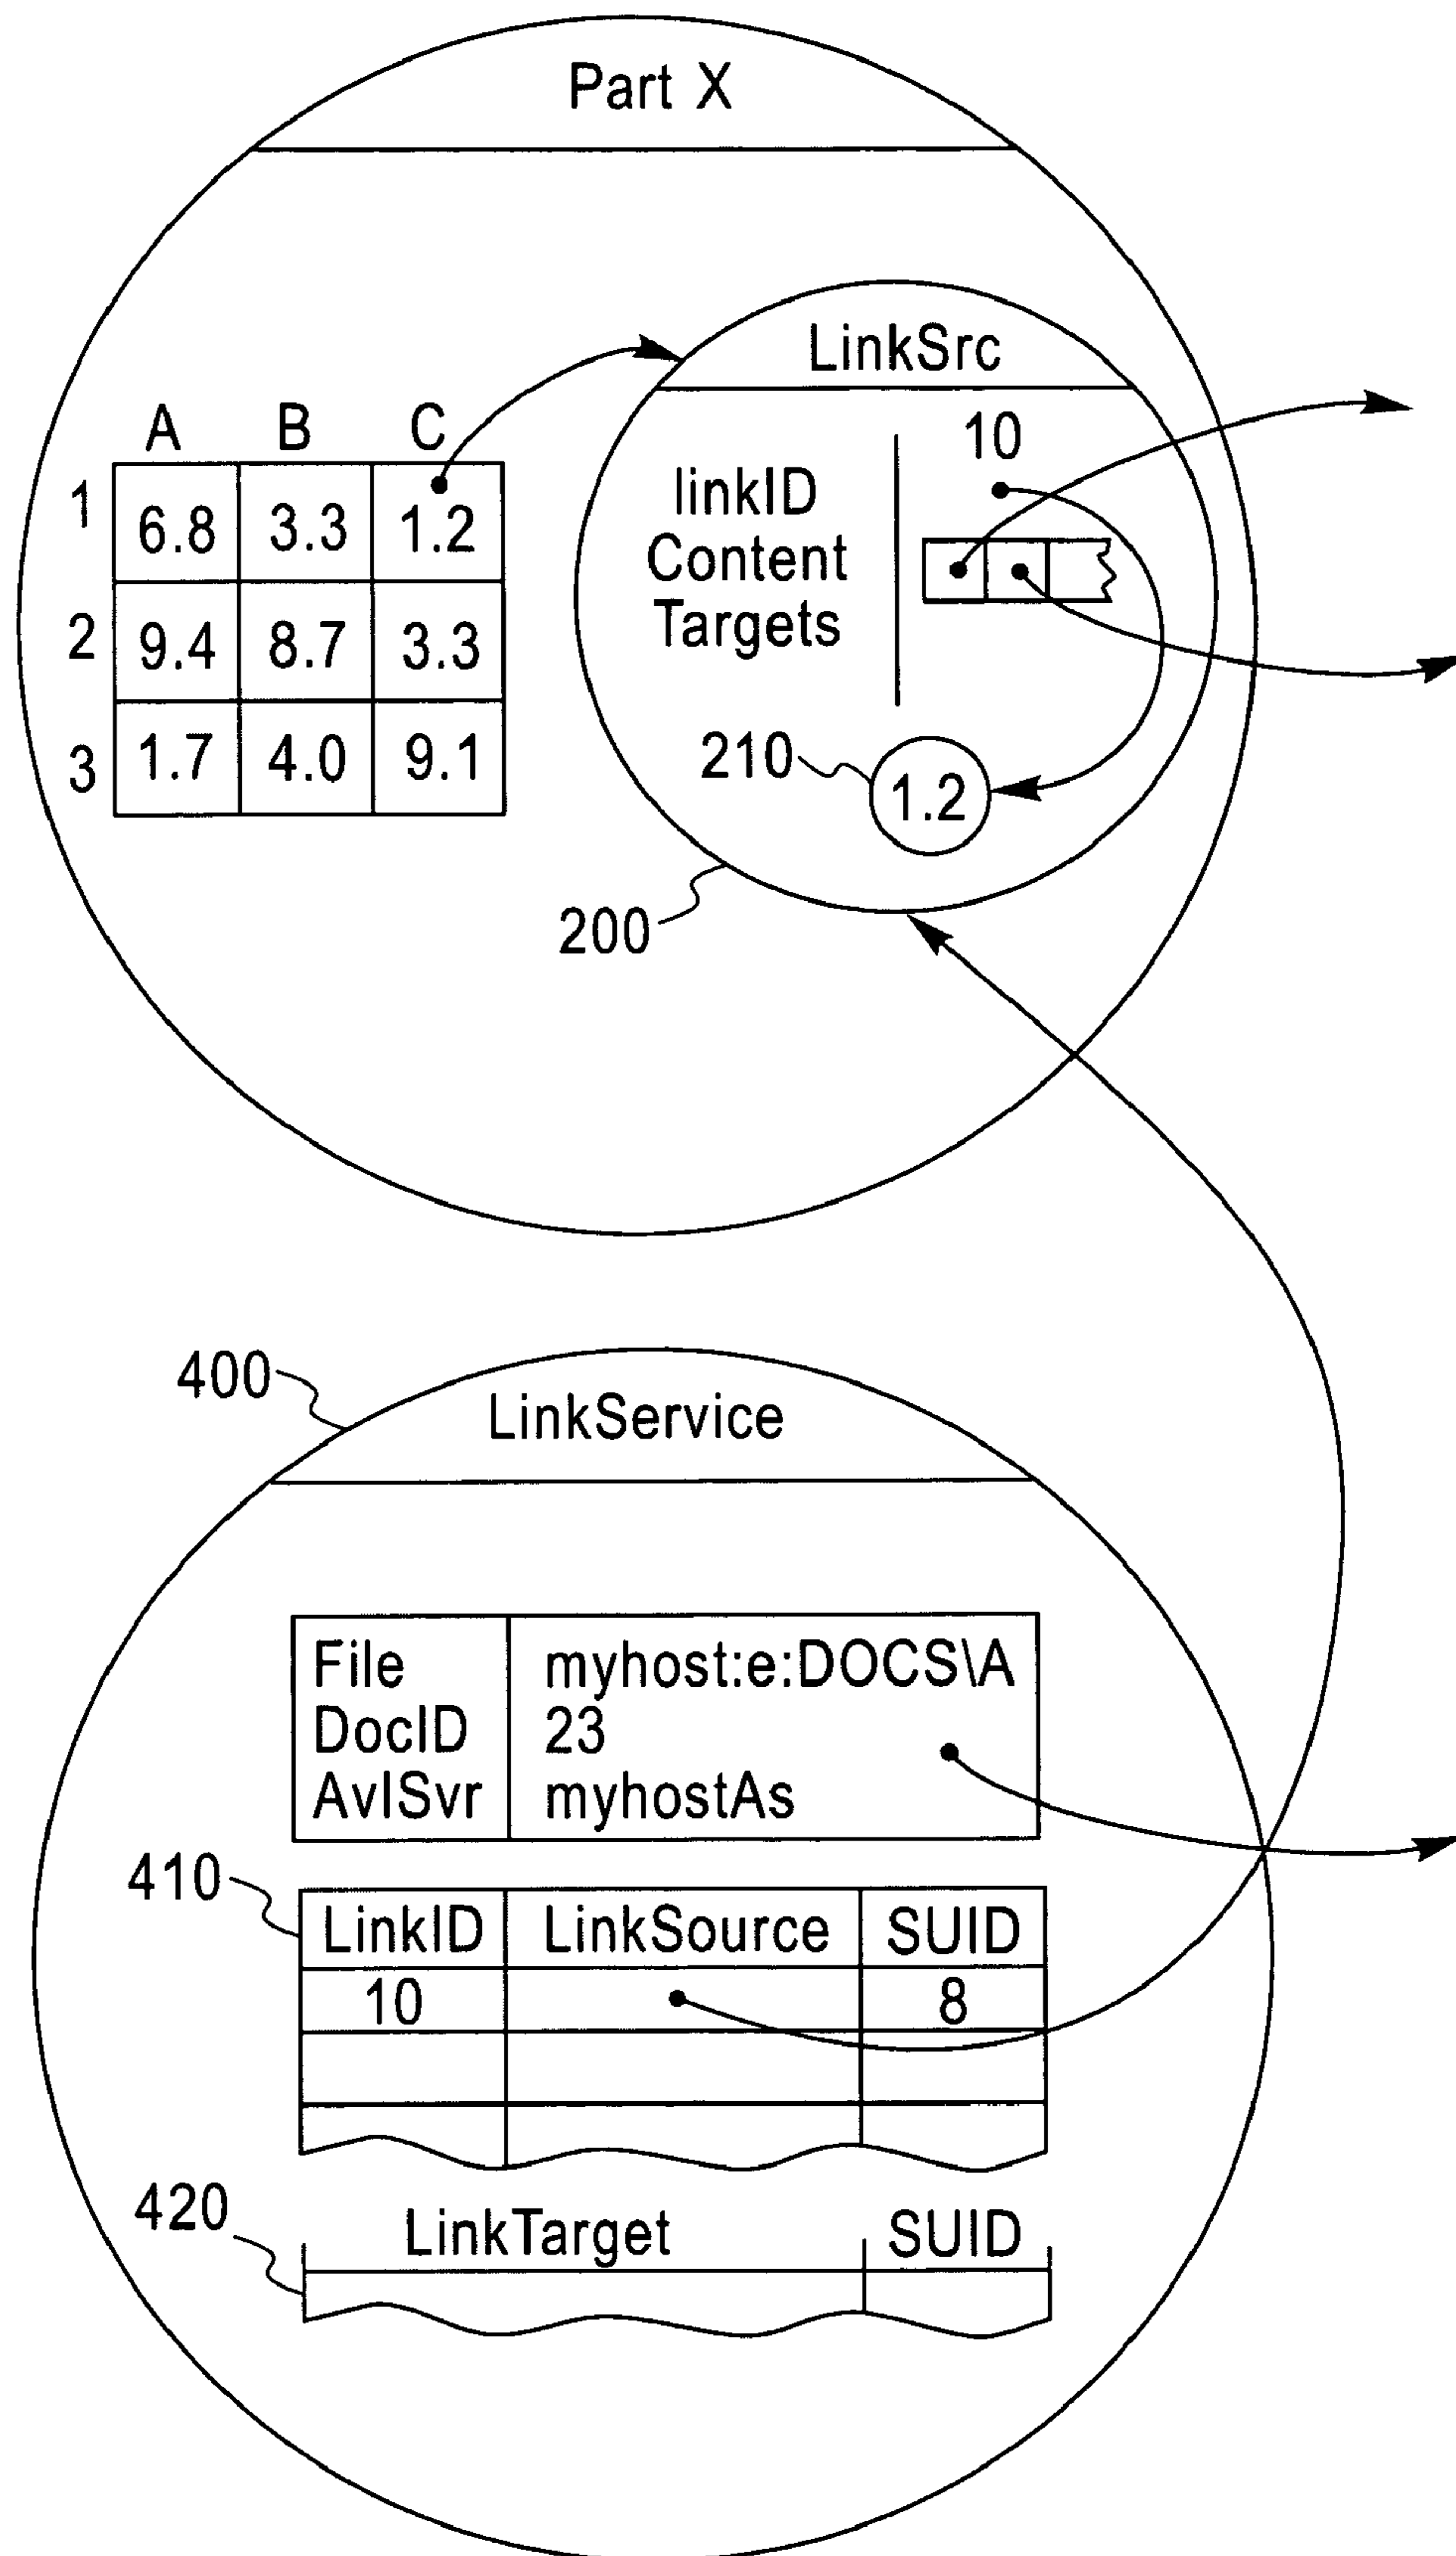 Part X
LinkSrc
A B C
1 6.8 3.3 1.2
2 9.4 8.7 3.3
3 1.7 4.0 9.1
linkID 10
Content
Targets
210 1.2
200
400
LinkService
File myhost:e:DOCS\A
DocID 23
AvlSvr myhostAs
410
LinkID LinkSource SUID
10 8
420
LinkTarget SUID